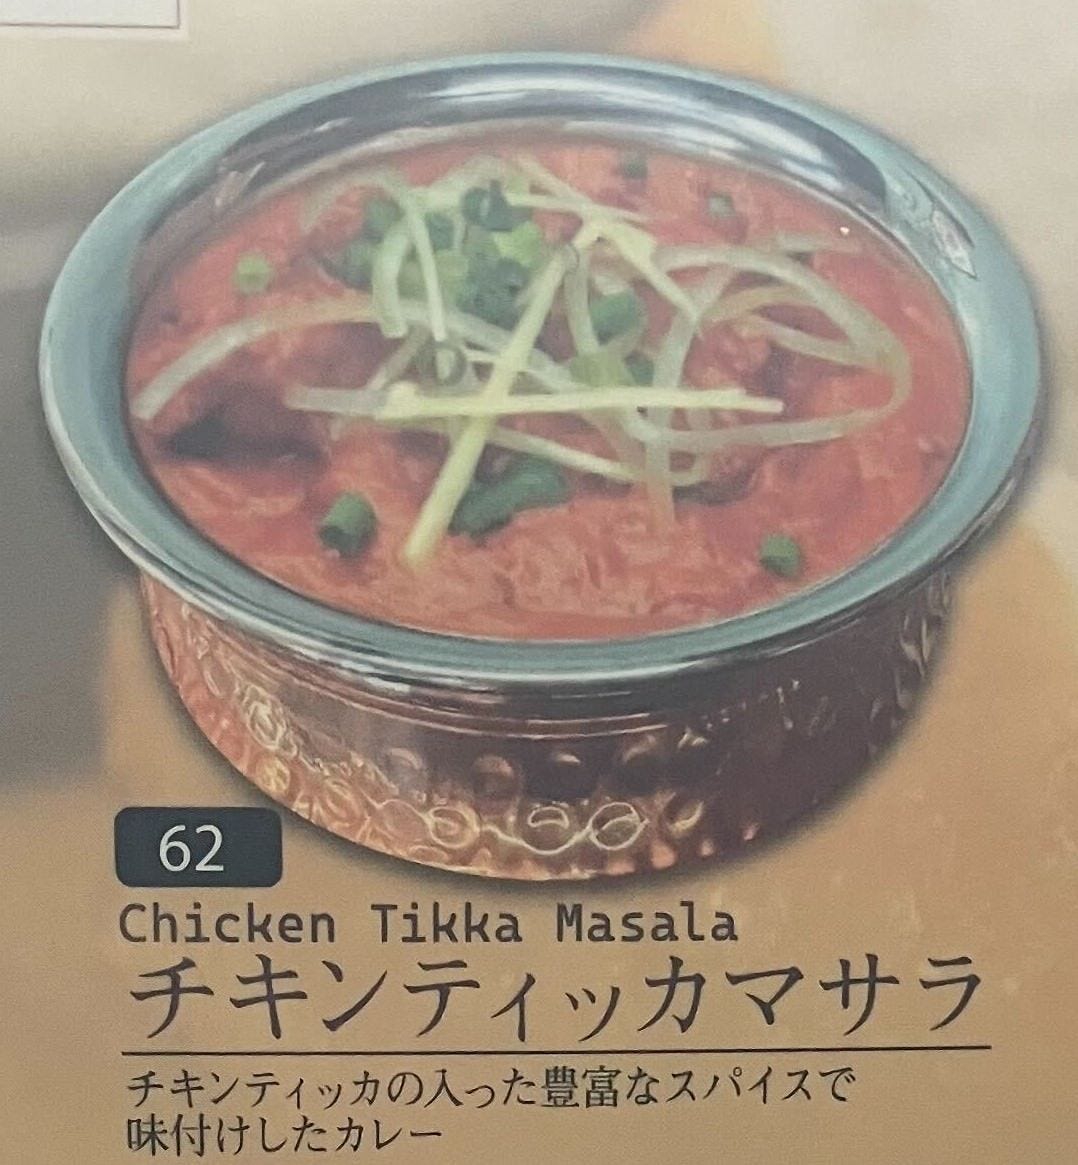 62
Chicken Tikka Masala
チキンティッカマサラ
チキンティッカの入った豊富なスパイスで
味付けしたカレー